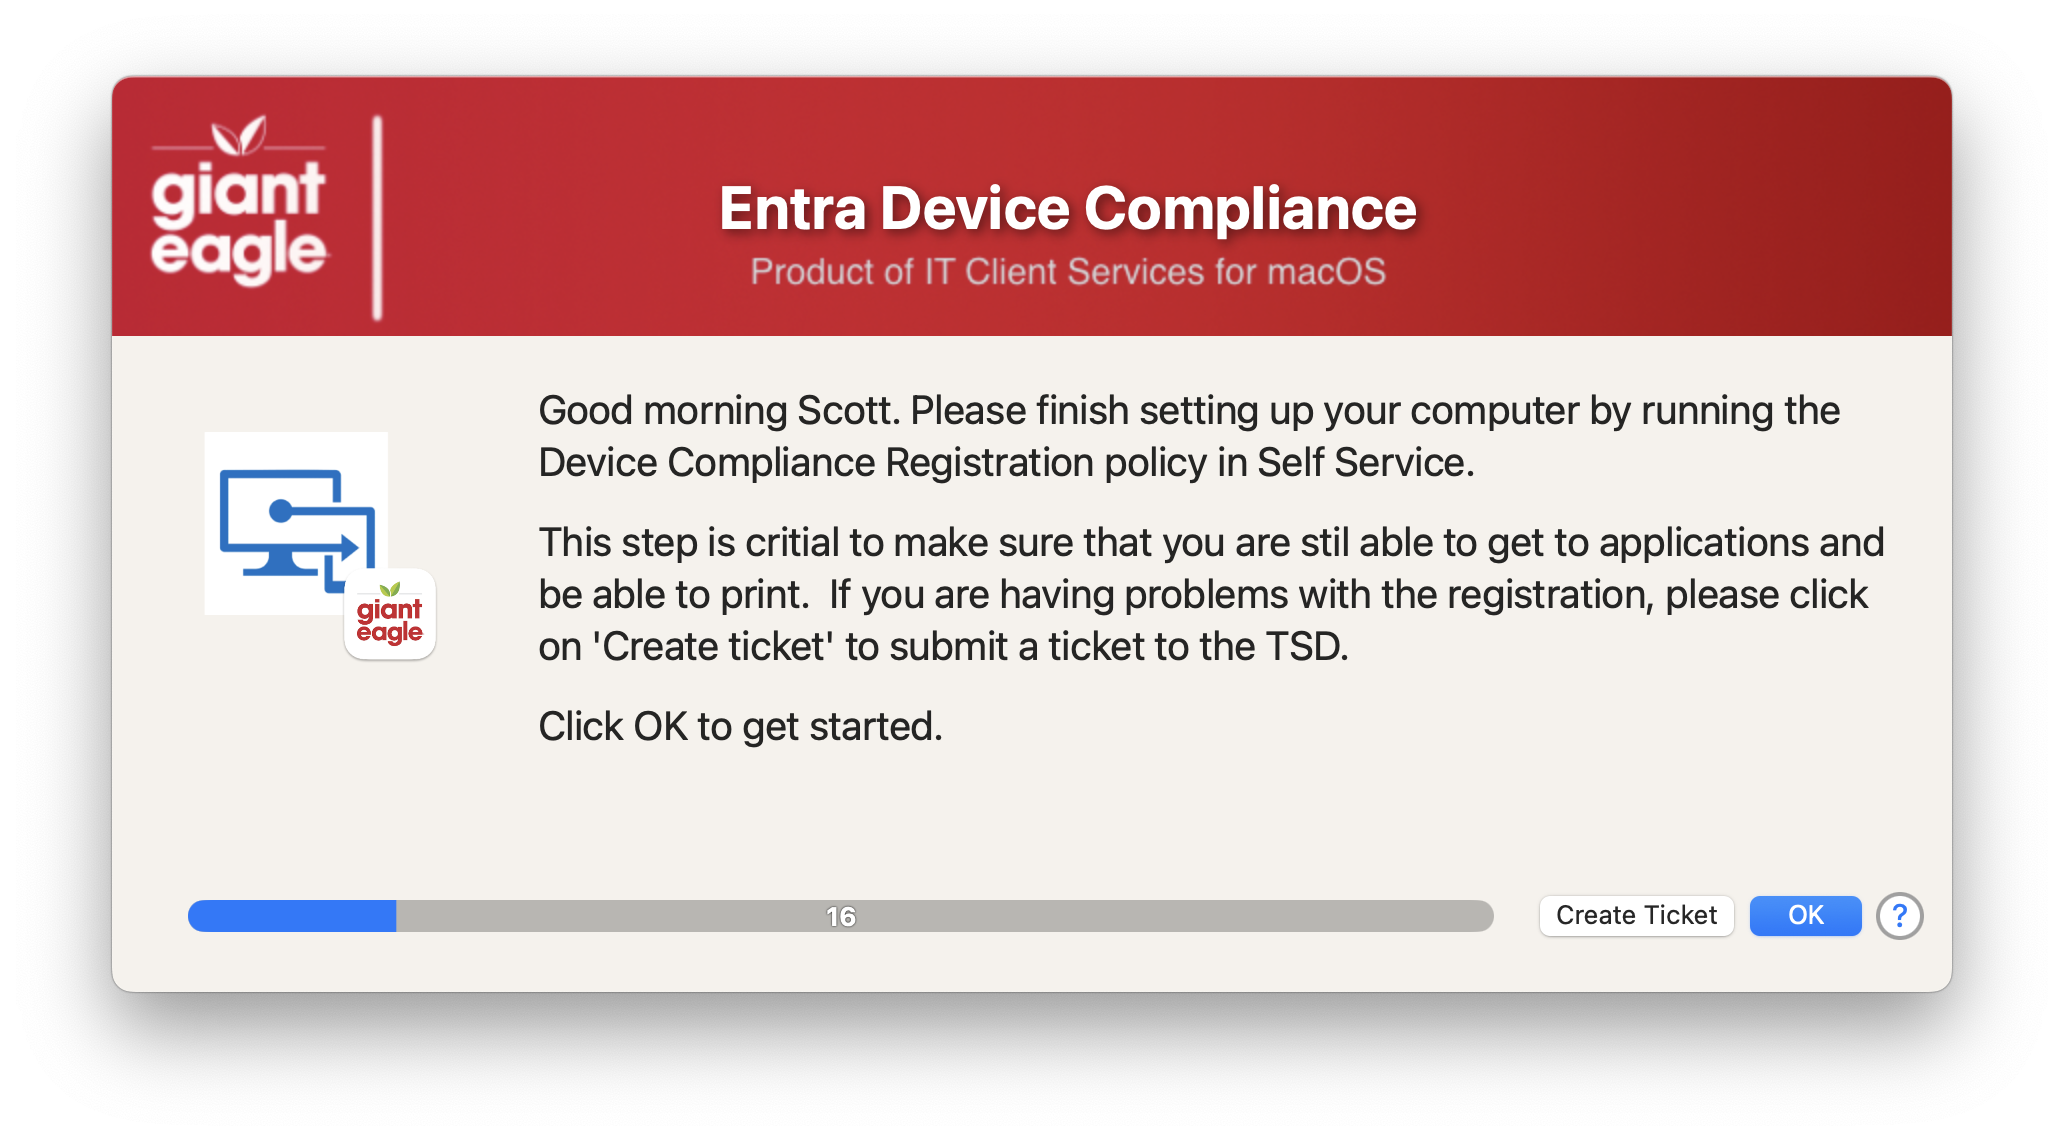 giant
eagle
Entra Device Compliance
Product of IT Client Services for macOS
Good morning Scott. Please finish setting up your computer by running the
Device Compliance Registration policy in Self Service.
This step is critial to make sure that you are stil able to get to applications and
be able to print.  If you are having problems with the registration, please click
on 'Create ticket' to submit a ticket to the TSD.
Click OK to get started.
giant
eagle
16
Create Ticket
OK
?